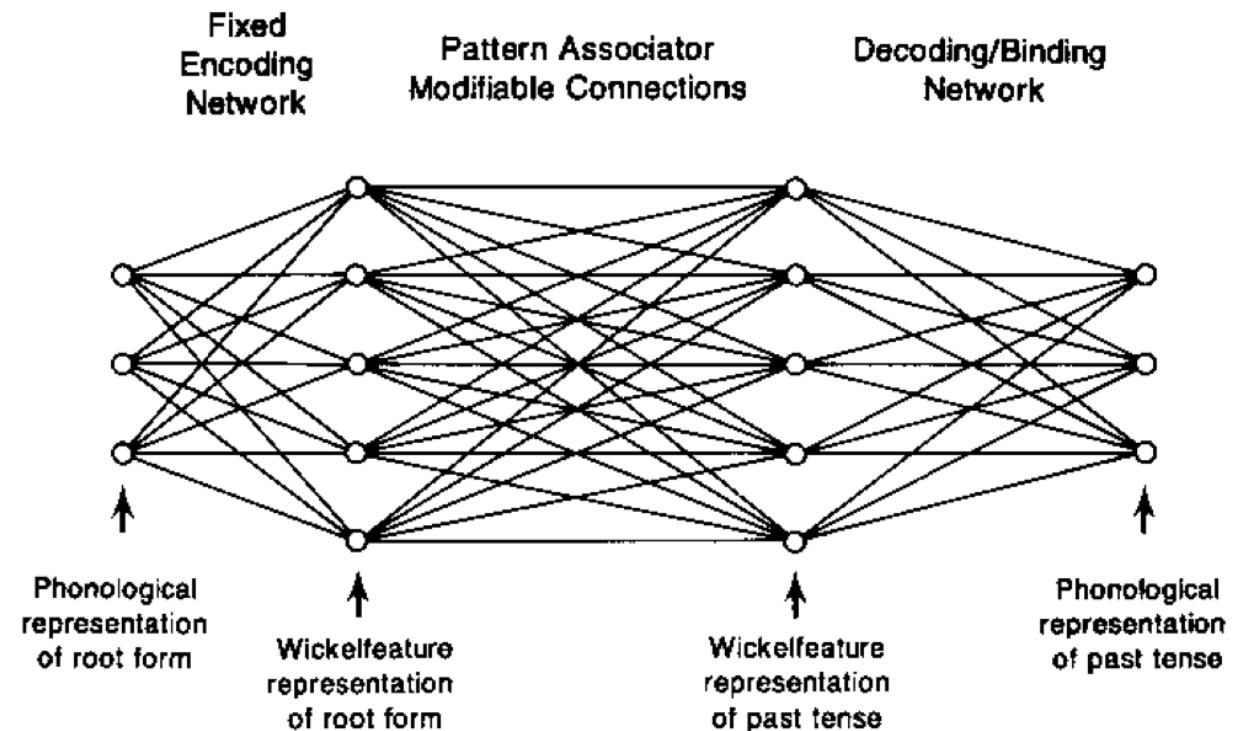 Fixed
Encoding
Network
Pattern Associator
Modifiable Connections
Decoding/Binding
Network
Phonological
representation
of root form
Wickelfeature
representation
of root form
Wickelfeature
representation
of past tense
Phonological
representation
of past tense